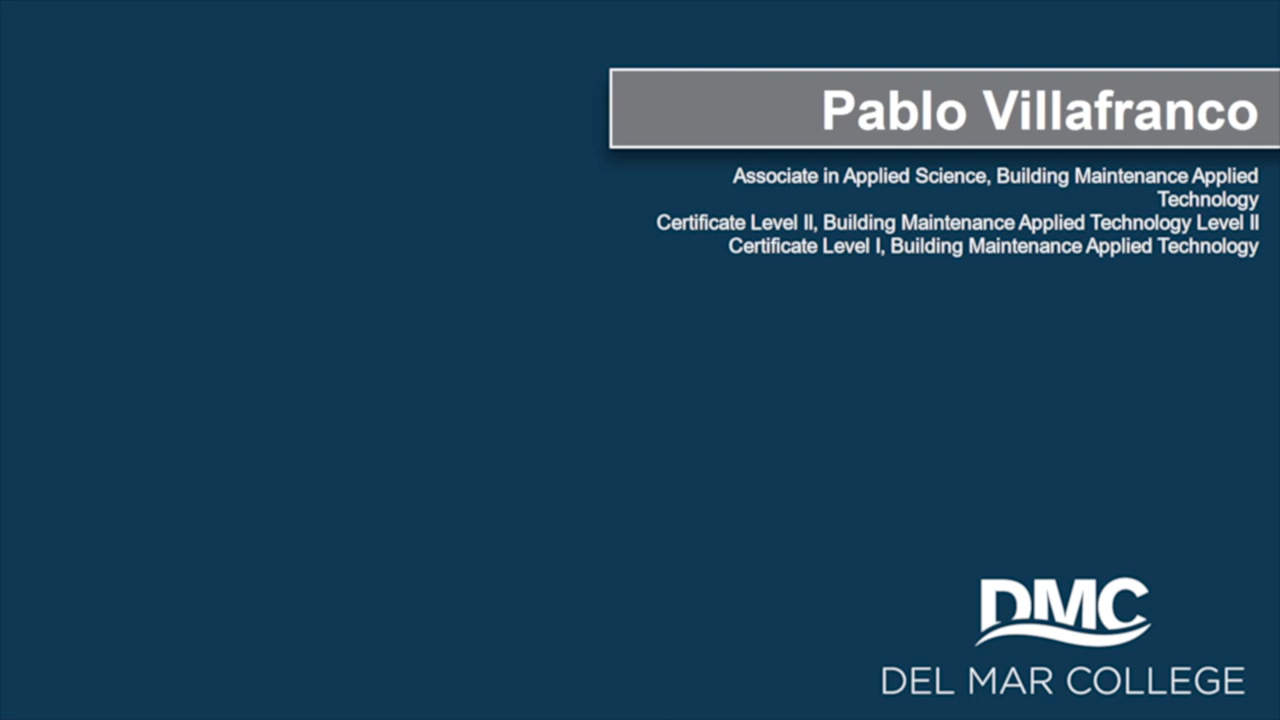 Pablo Villafranco
Associate in Applied Science, Building Maintenance Applied
Technology
Certificate Level II, Building Maintenance Applied Technology Level II
Certificate Level I, Building Maintenance Applied Technology
DMC
DEL MAR COLLEGE